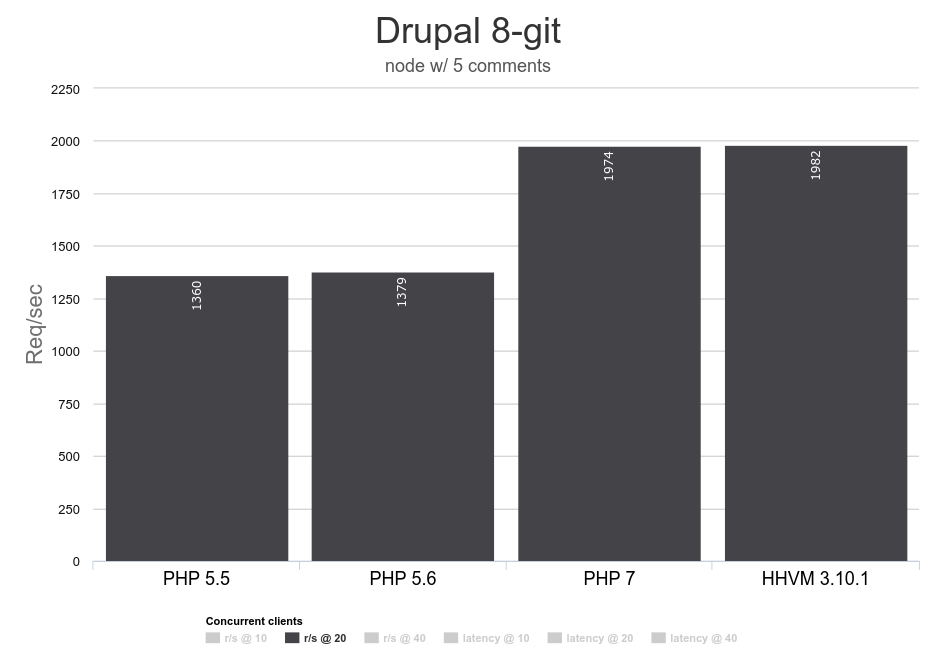 Drupal 8-git
node w/ 5 comments
2250
2000
1750
1500
1250
1000
750
500
250
0
Req/sec
1360
1379
1974
1982
PHP 5.5
PHP 5.6
PHP 7
HHVM 3.10.1
Concurrent clients
r/s @ 10 r/s @ 20 r/s @ 40 latency @ 10 latency @ 20 latency @ 40